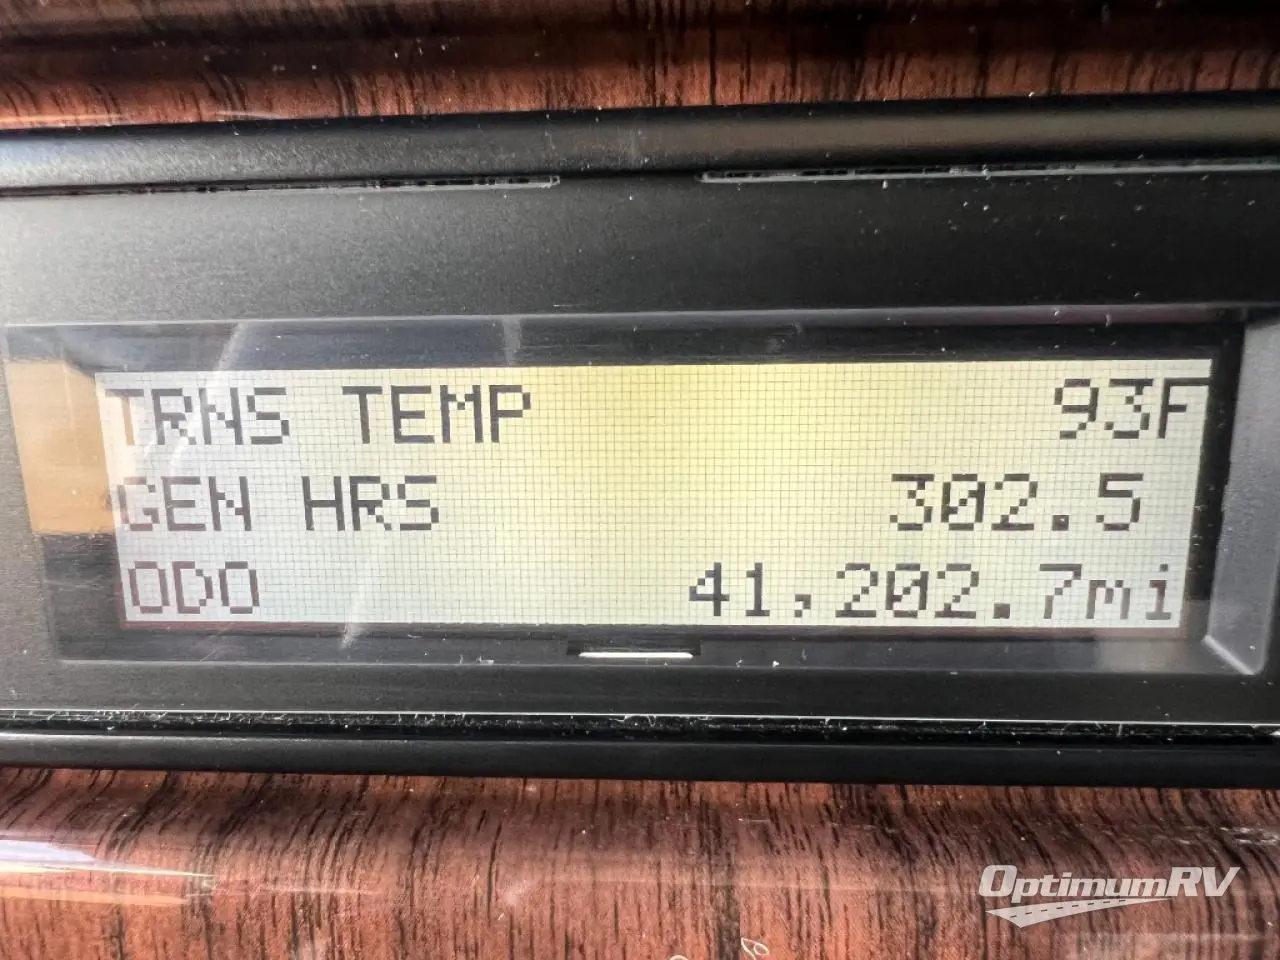 TRNS TEMP 93F
GEN HRS 302.5
ODO 41,202.7mi
OptimumRV